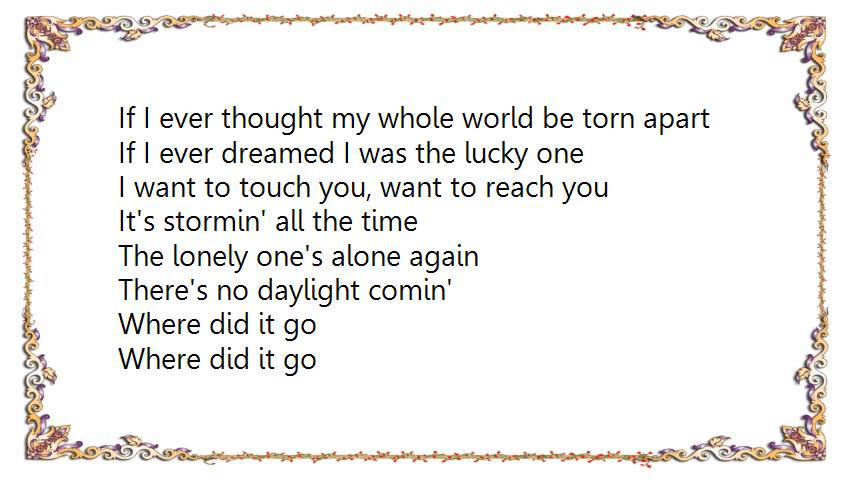 If I ever thought my whole world be torn apart
If I ever dreamed I was the lucky one
I want to touch you, want to reach you
It's stormin' all the time
The lonely one's alone again
There's no daylight comin'
Where did it go
Where did it go